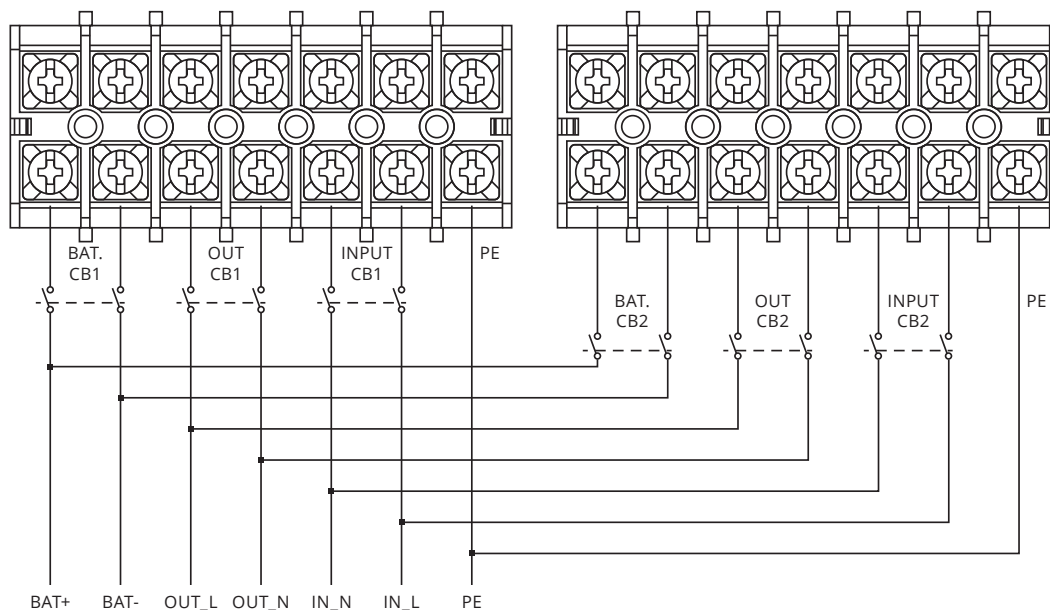 BAT.
CB1
OUT
CB1
INPUT
CB1
PE
BAT.
CB2
OUT
CB2
INPUT
CB2
PE
BAT+
BAT-
OUT_L
OUT_N
IN_N
IN_L
PE